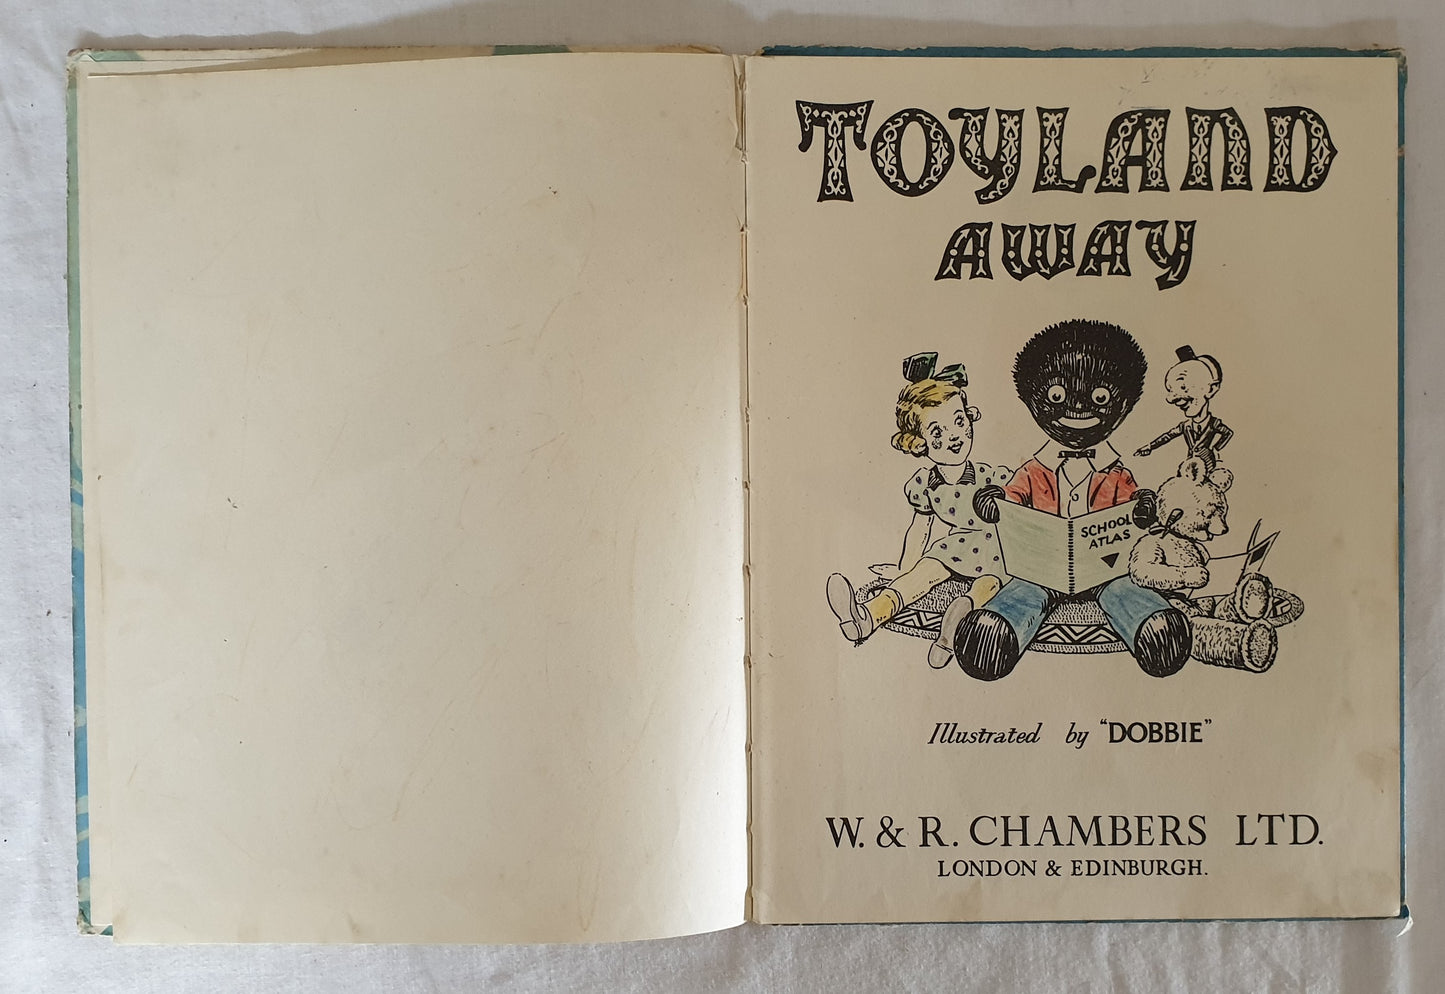 TOYLAND
AWAY
SCHOOL
ATLAS
Illustrated by “DOBBIE”
W. & R. CHAMBERS LTD.
LONDON & EDINBURGH.